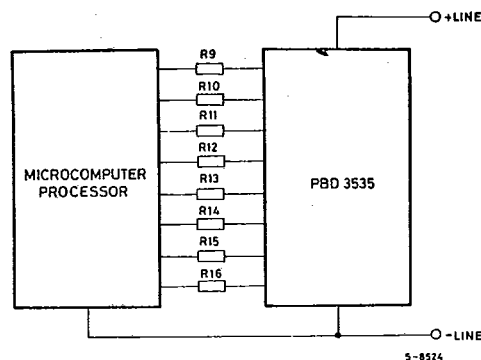 +LINE
R9
R10
R11
R12
MICROCOMPUTER
PROCESSOR
PBD 3535
R13
R14
R15
R16
-LINE
5-8524